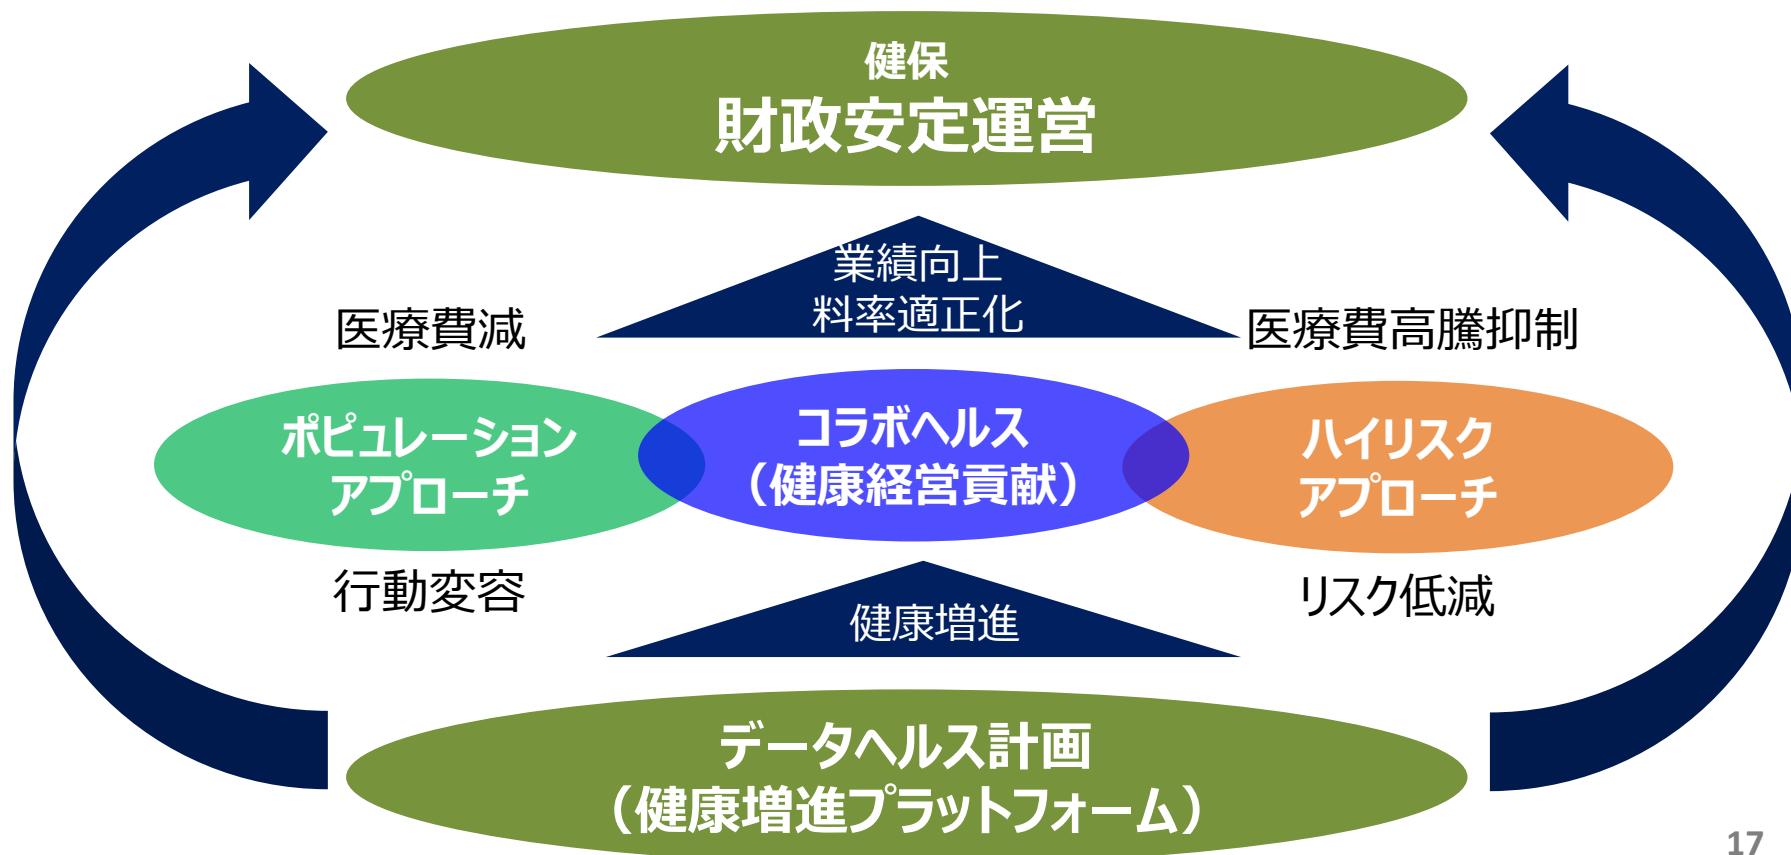 健保
財政安定運営
業績向上
料率適正化
医療費減
医療費高騰抑制
ポピュレーション
アプローチ
コラボヘルス
（健康経営貢献）
ハイリスク
アプローチ
行動変容
リスク低減
健康増進
データヘルス計画
（健康増進プラットフォーム）
17